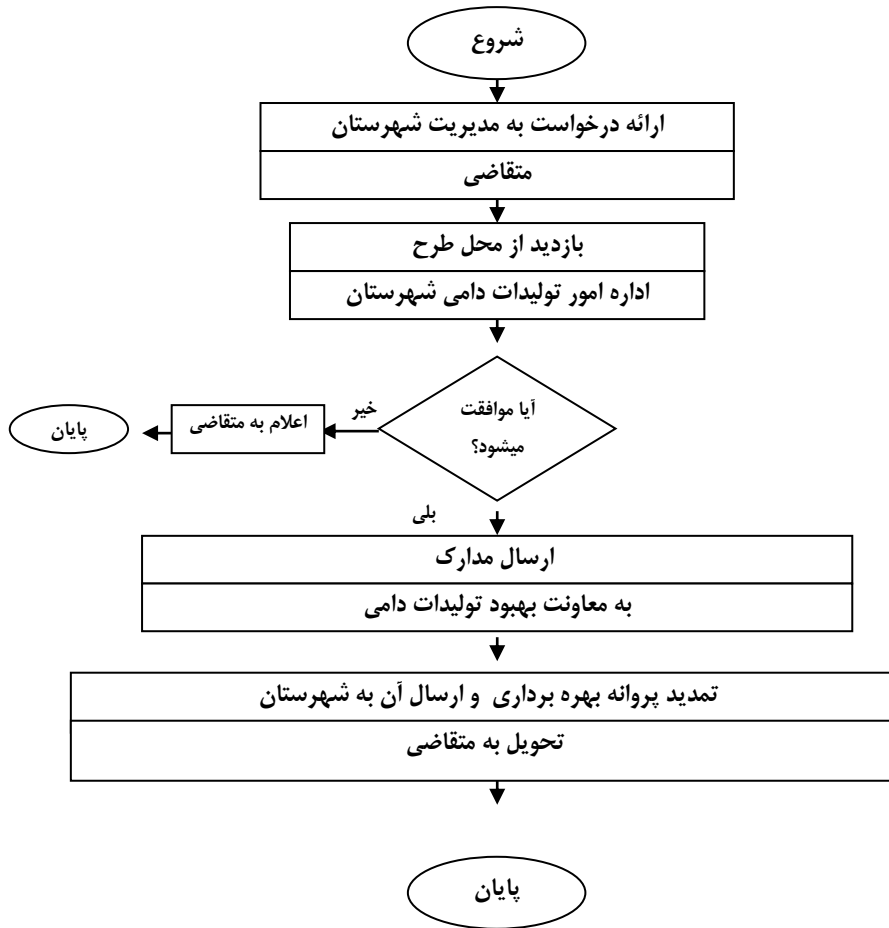 شروع
ارائه درخواست به مدیریت شهرستان
متقاضی
بازدید از محل طرح
اداره امور تولیدات دامی شهرستان
آیا موافقت
میشود؟
خیر
اعلام به متقاضی
پایان
بلی
ارسال مدارک
به معاونت بهبود تولیدات دامی
تمدید پروانه بهره برداری و ارسال آن به شهرستان
تحویل به متقاضی
پایان